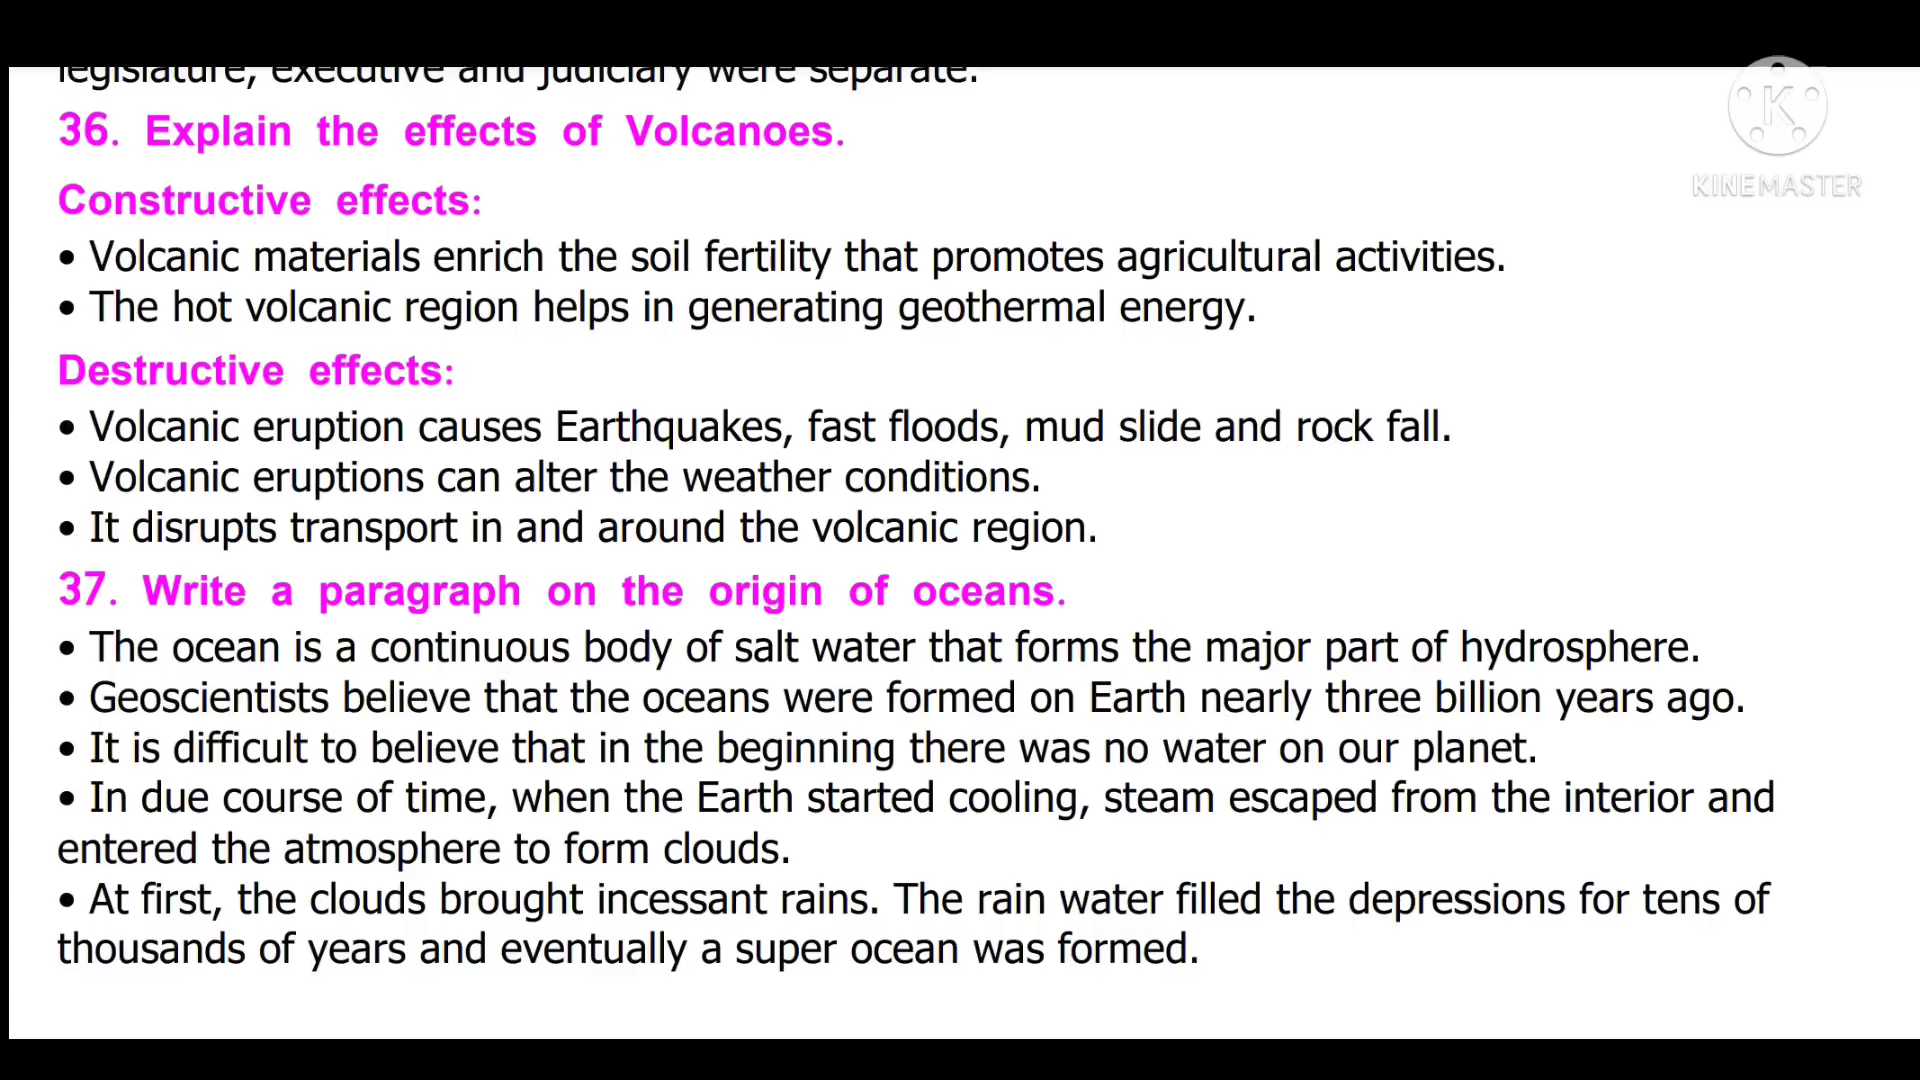 legislature, executive and judiciary were separate.
36. Explain the effects of Volcanoes.
K
KINEMASTER
Constructive effects:
• Volcanic materials enrich the soil fertility that promotes agricultural activities.
• The hot volcanic region helps in generating geothermal energy.
Destructive effects:
• Volcanic eruption causes Earthquakes, fast floods, mud slide and rock fall.
• Volcanic eruptions can alter the weather conditions.
• It disrupts transport in and around the volcanic region.
37. Write a paragraph on the origin of oceans.
• The ocean is a continuous body of salt water that forms the major part of hydrosphere.
• Geoscientists believe that the oceans were formed on Earth nearly three billion years ago.
• It is difficult to believe that in the beginning there was no water on our planet.
• In due course of time, when the Earth started cooling, steam escaped from the interior and
entered the atmosphere to form clouds.
• At first, the clouds brought incessant rains. The rain water filled the depressions for tens of
thousands of years and eventually a super ocean was formed.